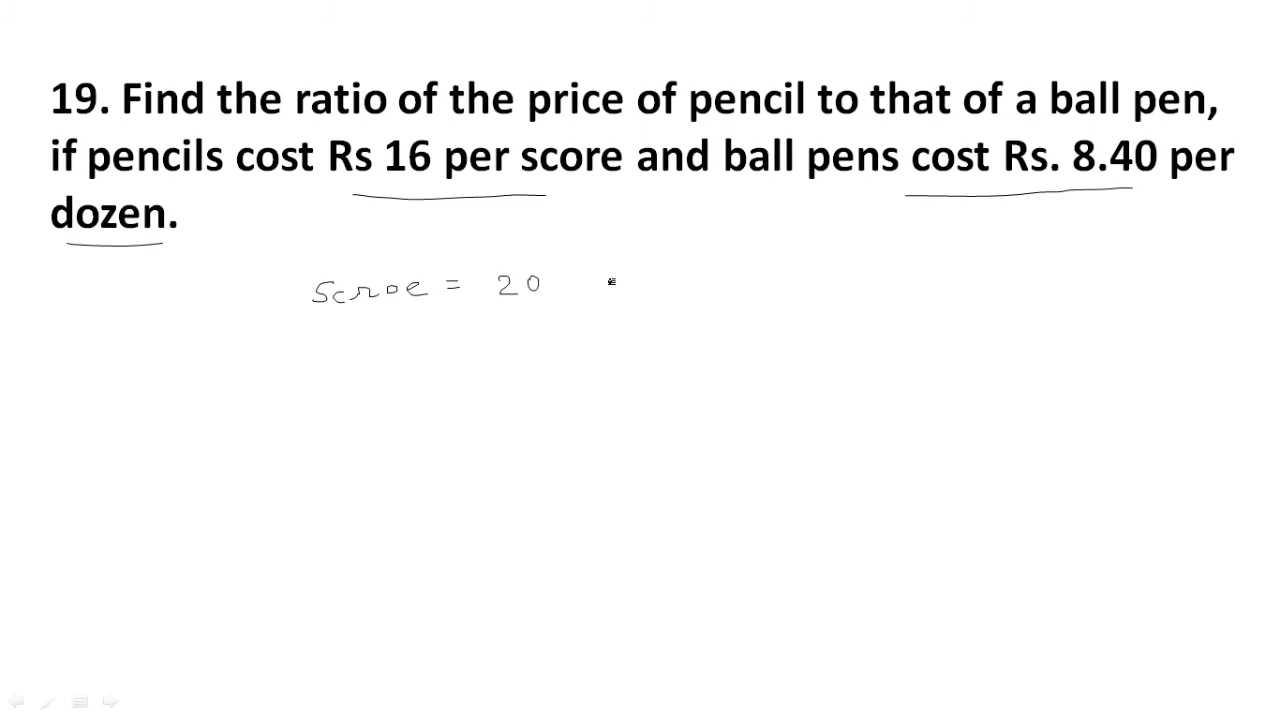 19. Find the ratio of the price of pencil to that of a ball pen,
if pencils cost Rs 16 per score and ball pens cost Rs. 8.40 per
dozen.
scroe = 20